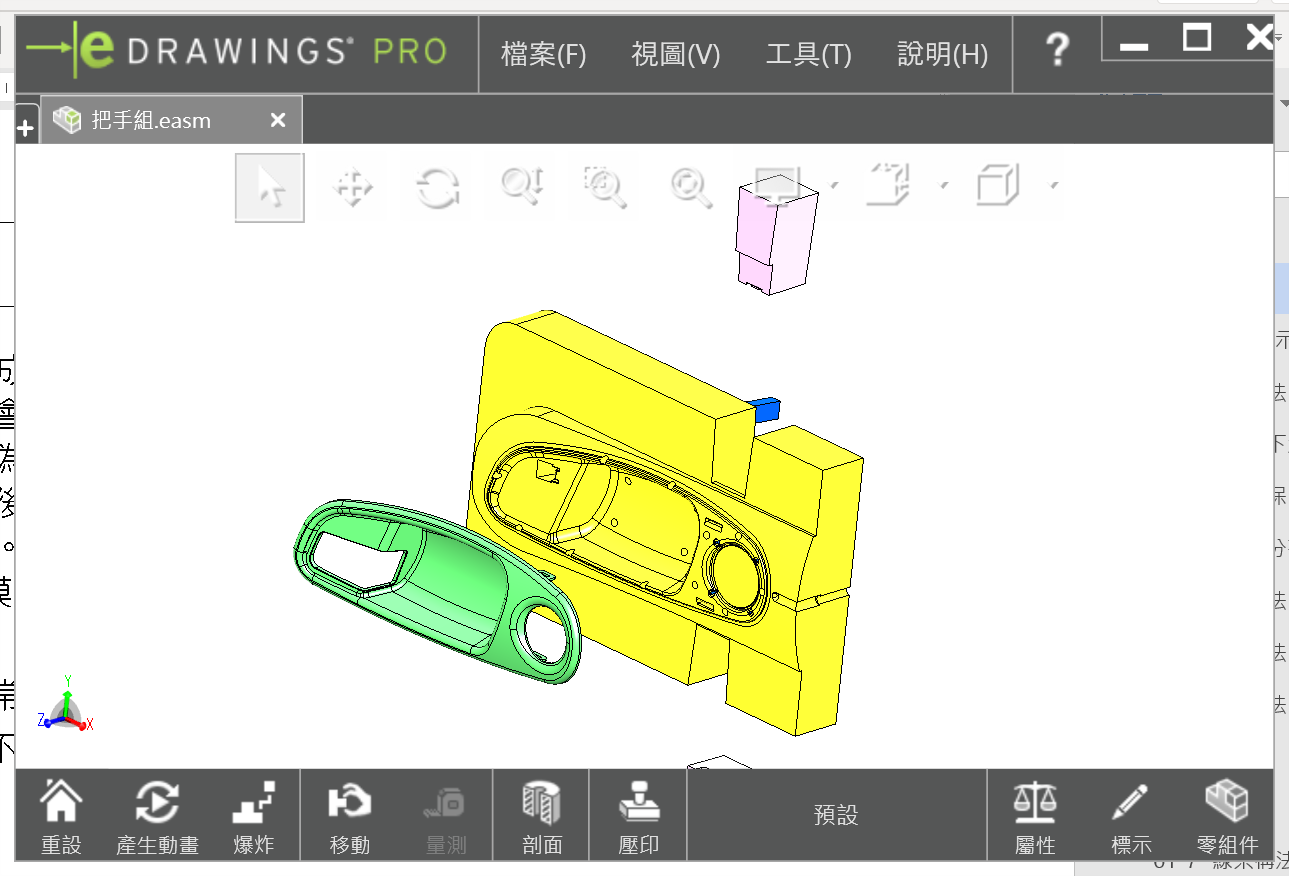 eDRAWINGS® PRO
檔案(F) 視圖(V) 工具(T) 說明(H) ?
把手組.easm
Y
Z X
重設 產生動畫 爆炸 移動 量測 剖面 壓印 預設 屬性 標示 零組件